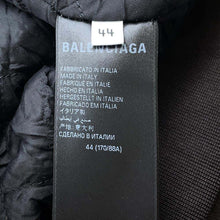 44
BALENCIAGA
FABBRICATO IN ITALIA
MADE IN ITALY
FABRIQUÉ EN ITALIE
HECHO EN ITALIA
HERGESTELLT IN ITALIEN
FABRICADO EM ITÁLIA
イタリア製
صنع في إيطاليا
产地：意大利
СДЕЛАНО В ИТАЛИИ
44 (170/88A)